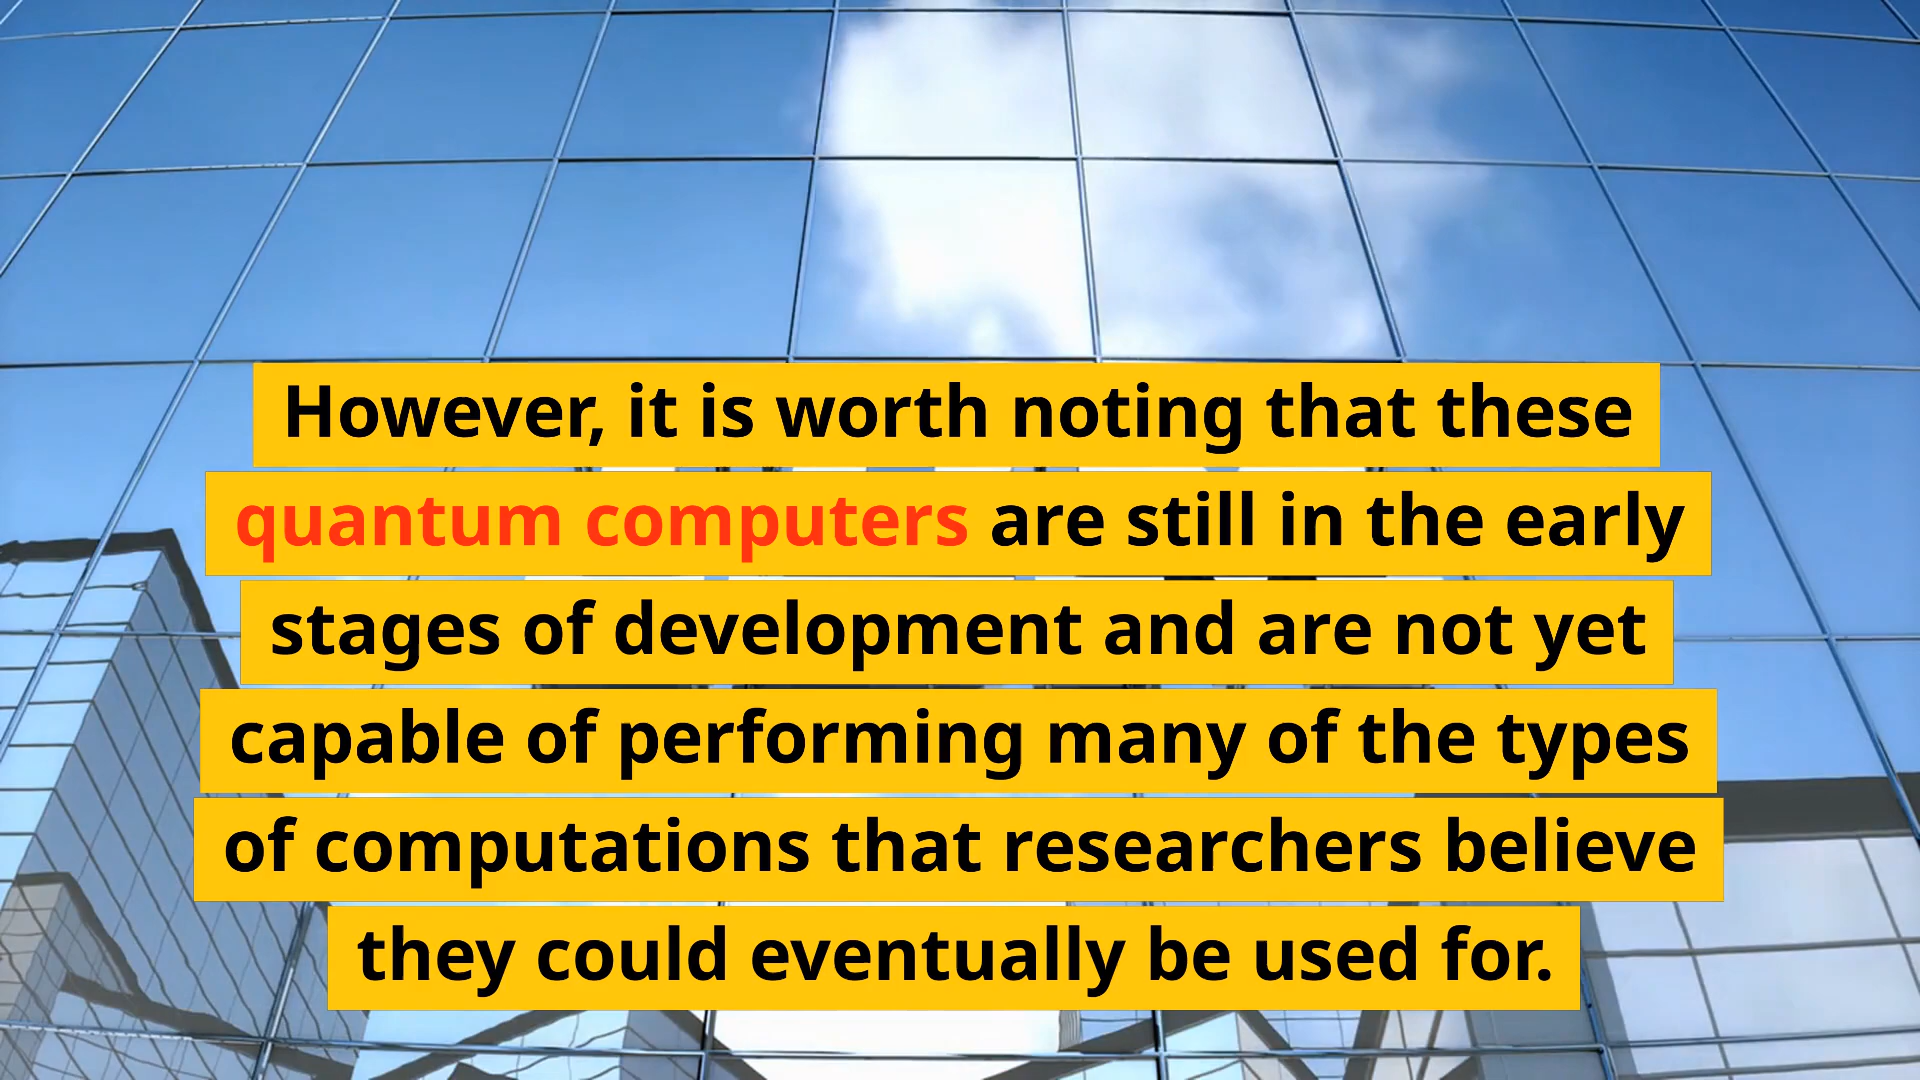 However, it is worth noting that these
quantum computers are still in the early
stages of development and are not yet
capable of performing many of the types
of computations that researchers believe
they could eventually be used for.